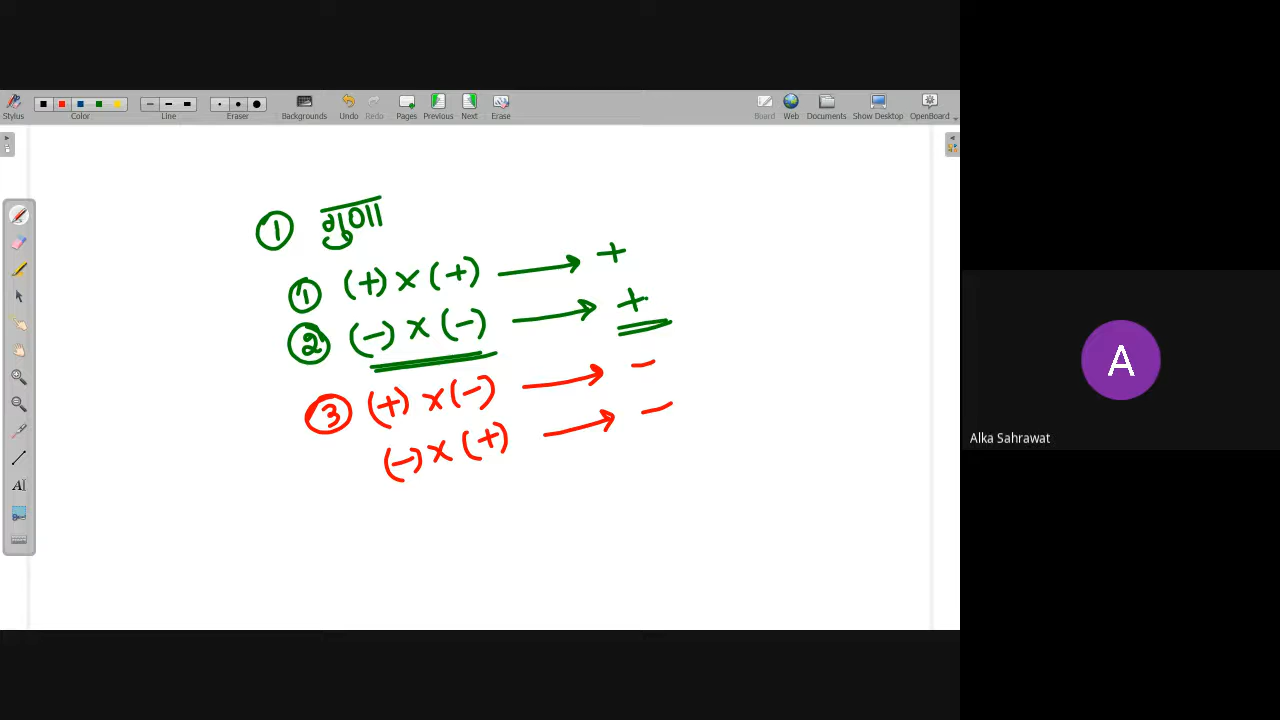 Stylus Color Line Eraser Backgrounds Undo Redo Pages Previous Next Erase Board Web Documents Show Desktop OpenBoard
① गुणा
① (+) × (+) → +
② (-) × (-) → +
③ (+) × (-) → -
(-) × (+) → -
A
Alka Sahrawat